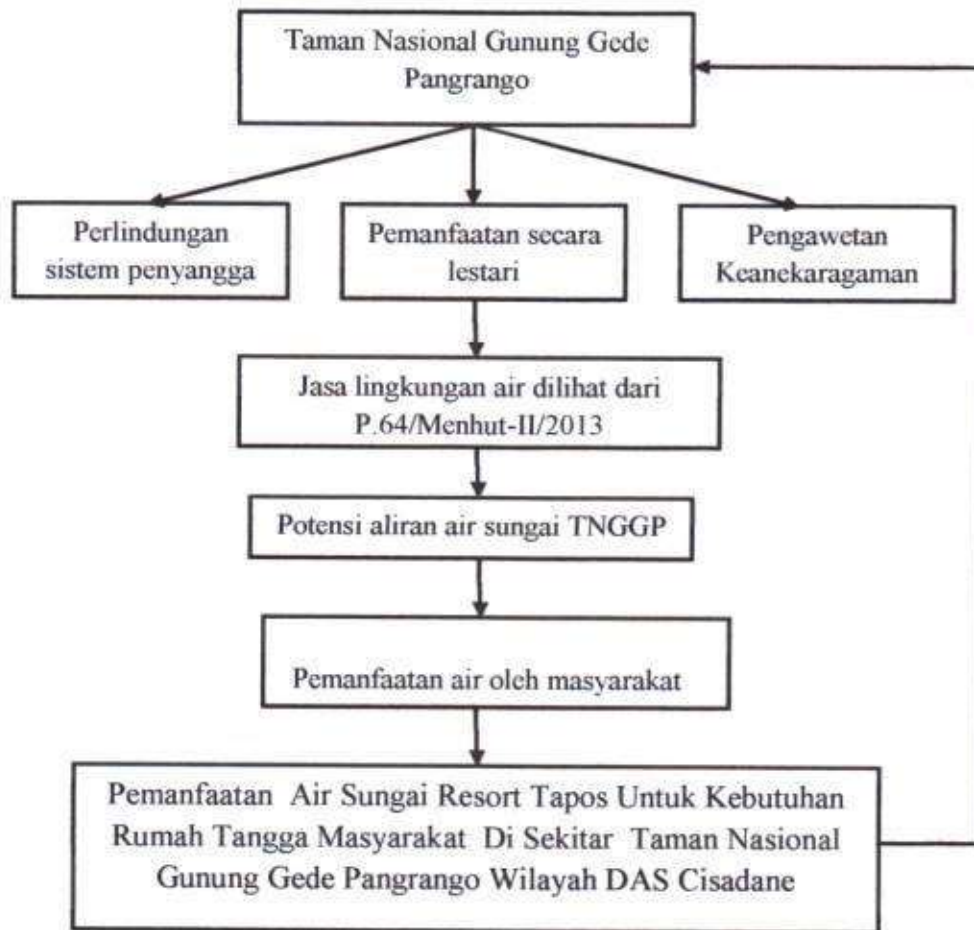 Taman Nasional Gunung Gede
Pangrango
Perlindungan
sistem penyangga
Pemanfaatan secara
lestari
Pengawetan
Keanekaragaman
Jasa lingkungan air dilihat dari
P.64/Menhut-II/2013
Potensi aliran air sungai TNGGP
Pemanfaatan air oleh masyarakat
Pemanfaatan Air Sungai Resort Tapos Untuk Kebutuhan
Rumah Tangga Masyarakat Di Sekitar Taman Nasional
Gunung Gede Pangrango Wilayah DAS Cisadane